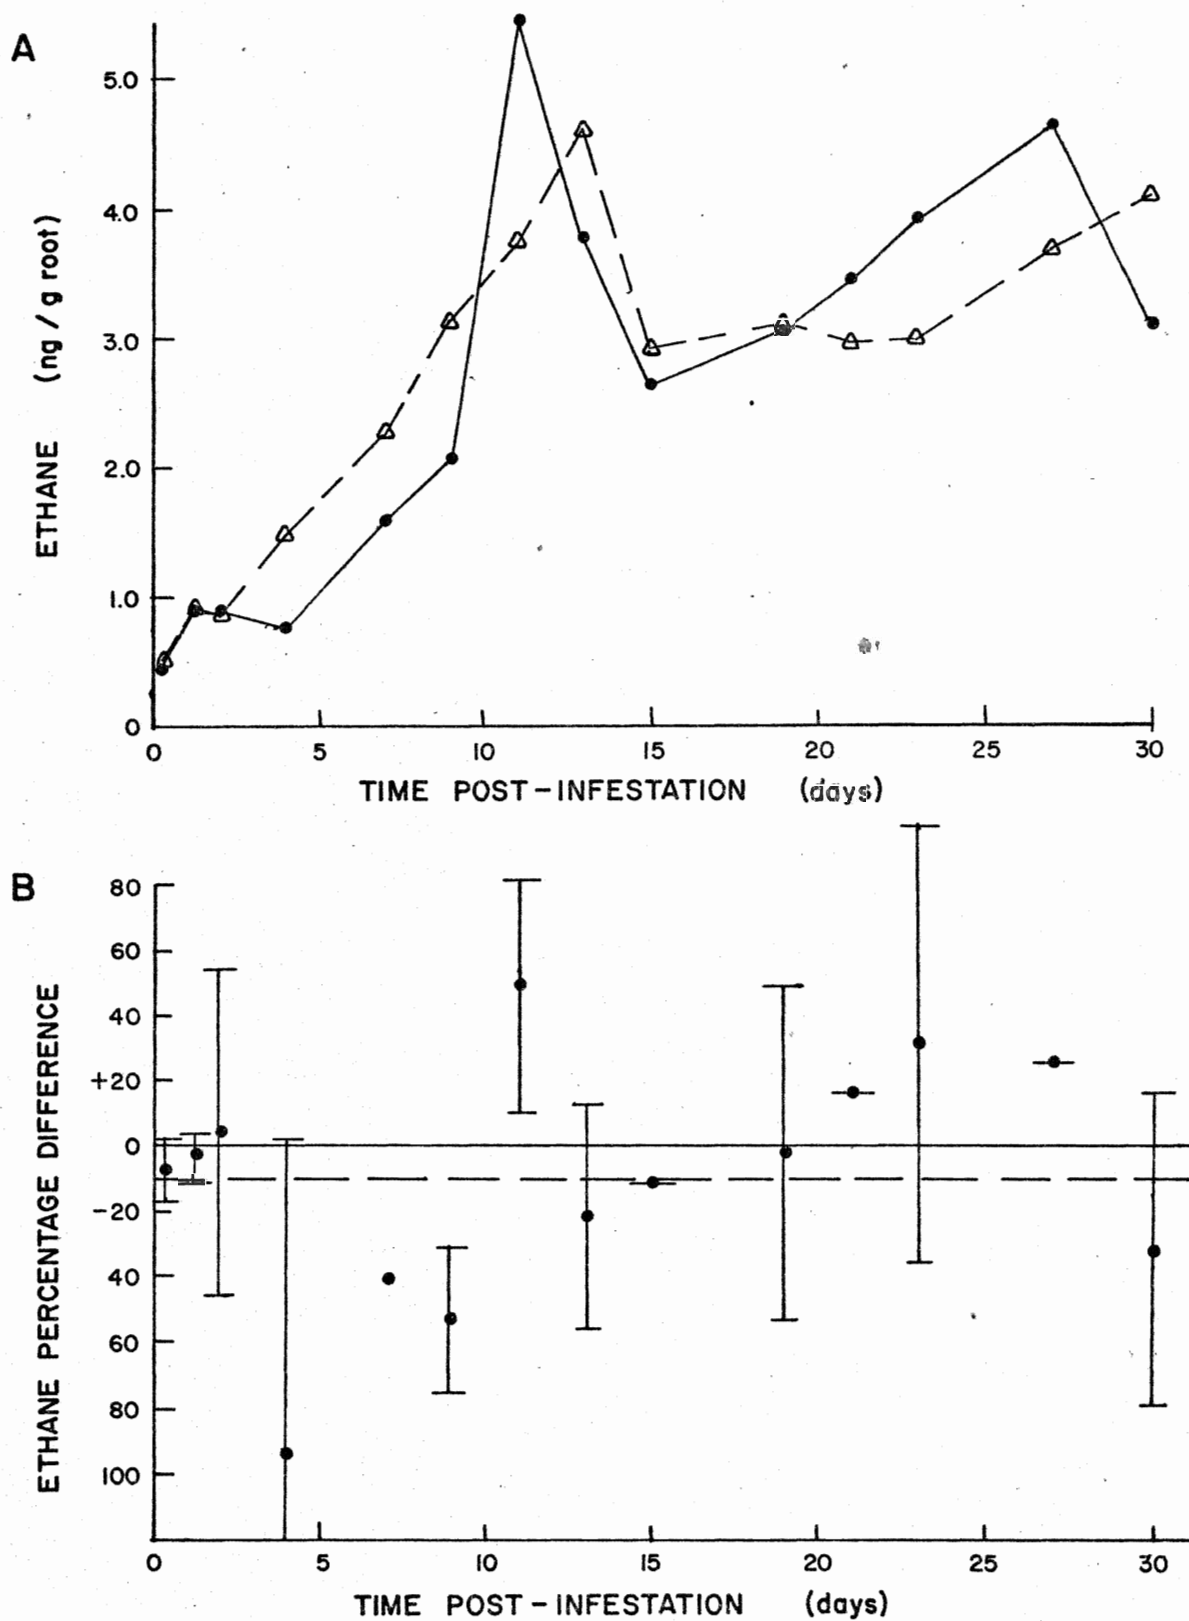 A
ETHANE (ng / g root)
5.0
4.0
3.0
2.0
1.0
0
0 5 10 15 20 25 30
TIME POST-INFESTATION (days)
B
ETHANE PERCENTAGE DIFFERENCE
80
60
40
+20
0
-20
40
60
80
100
0 5 10 15 20 25 30
TIME POST-INFESTATION (days)